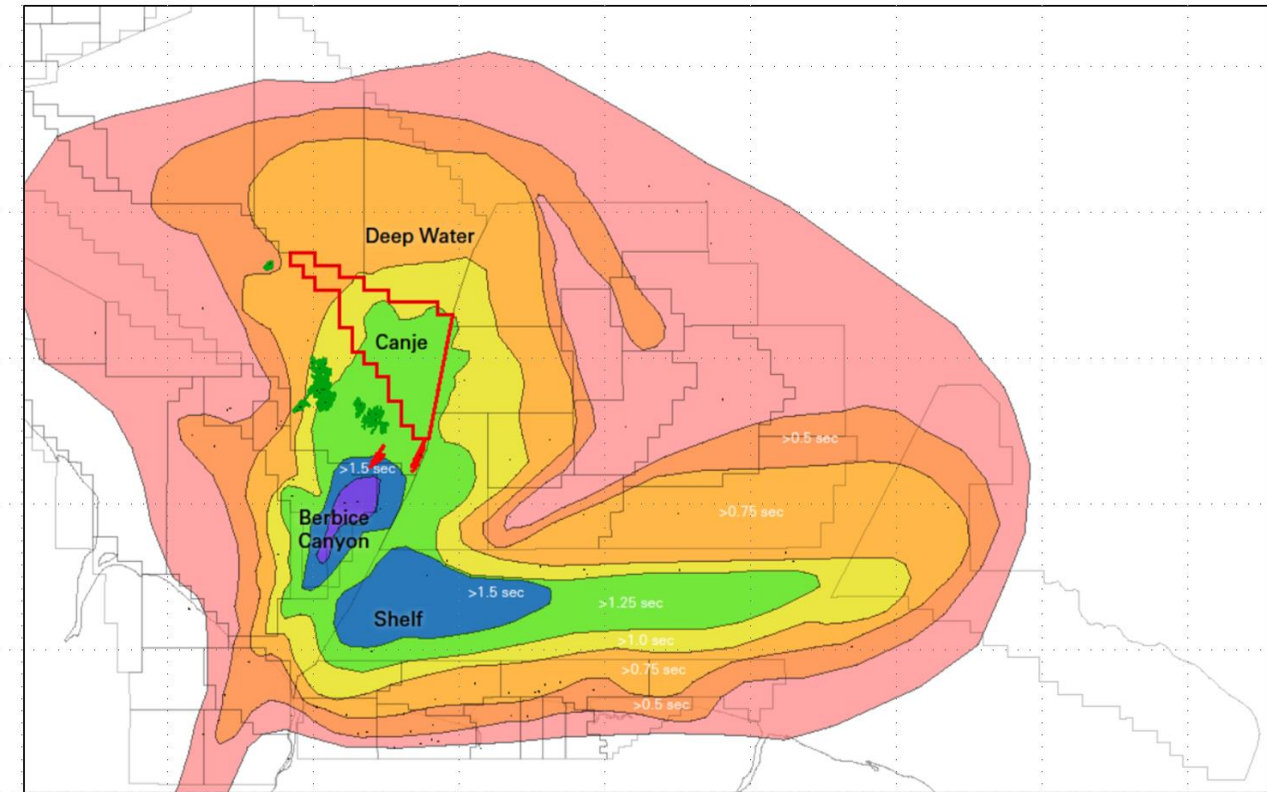 Deep Water
Canje
>0.5 sec
>1.5 sec
>0.75 sec
Berbice
Canyon
>1.5 sec
>1.25 sec
Shelf
>1.0 sec
>0.75 sec
>0.5 sec